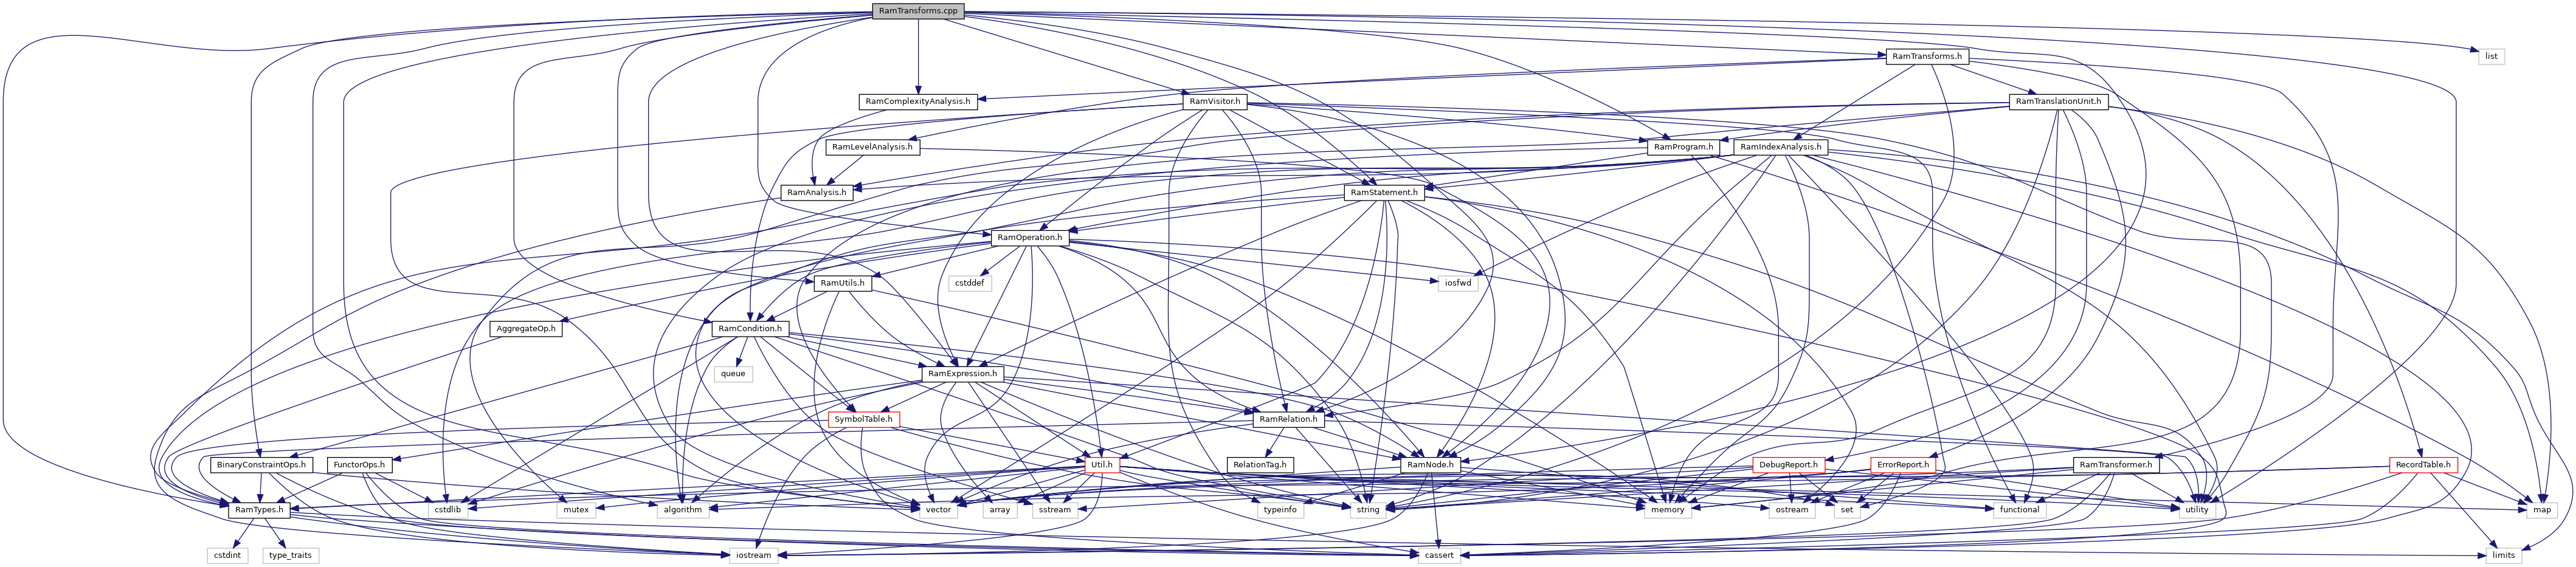 RamTransforms.cpp
RamTransforms.h
list
RamComplexityAnalysis.h
RamVisitor.h
RamTranslationUnit.h
RamLevelAnalysis.h
RamProgram.h
RamIndexAnalysis.h
RamAnalysis.h
RamStatement.h
RamOperation.h
RamUtils.h
cstddef
iosfwd
AggregateOp.h
RamCondition.h
queue
RamExpression.h
SymbolTable.h
RamRelation.h
BinaryConstraintOps.h
FunctorOps.h
Util.h
RelationTag.h
RamNode.h
DebugReport.h
ErrorReport.h
RamTransformer.h
RecordTable.h
RamTypes.h
cstdlib
mutex
algorithm
vector
array
sstream
typeinfo
string
memory
ostream
set
functional
utility
map
cstdint
type_traits
iostream
cassert
limits